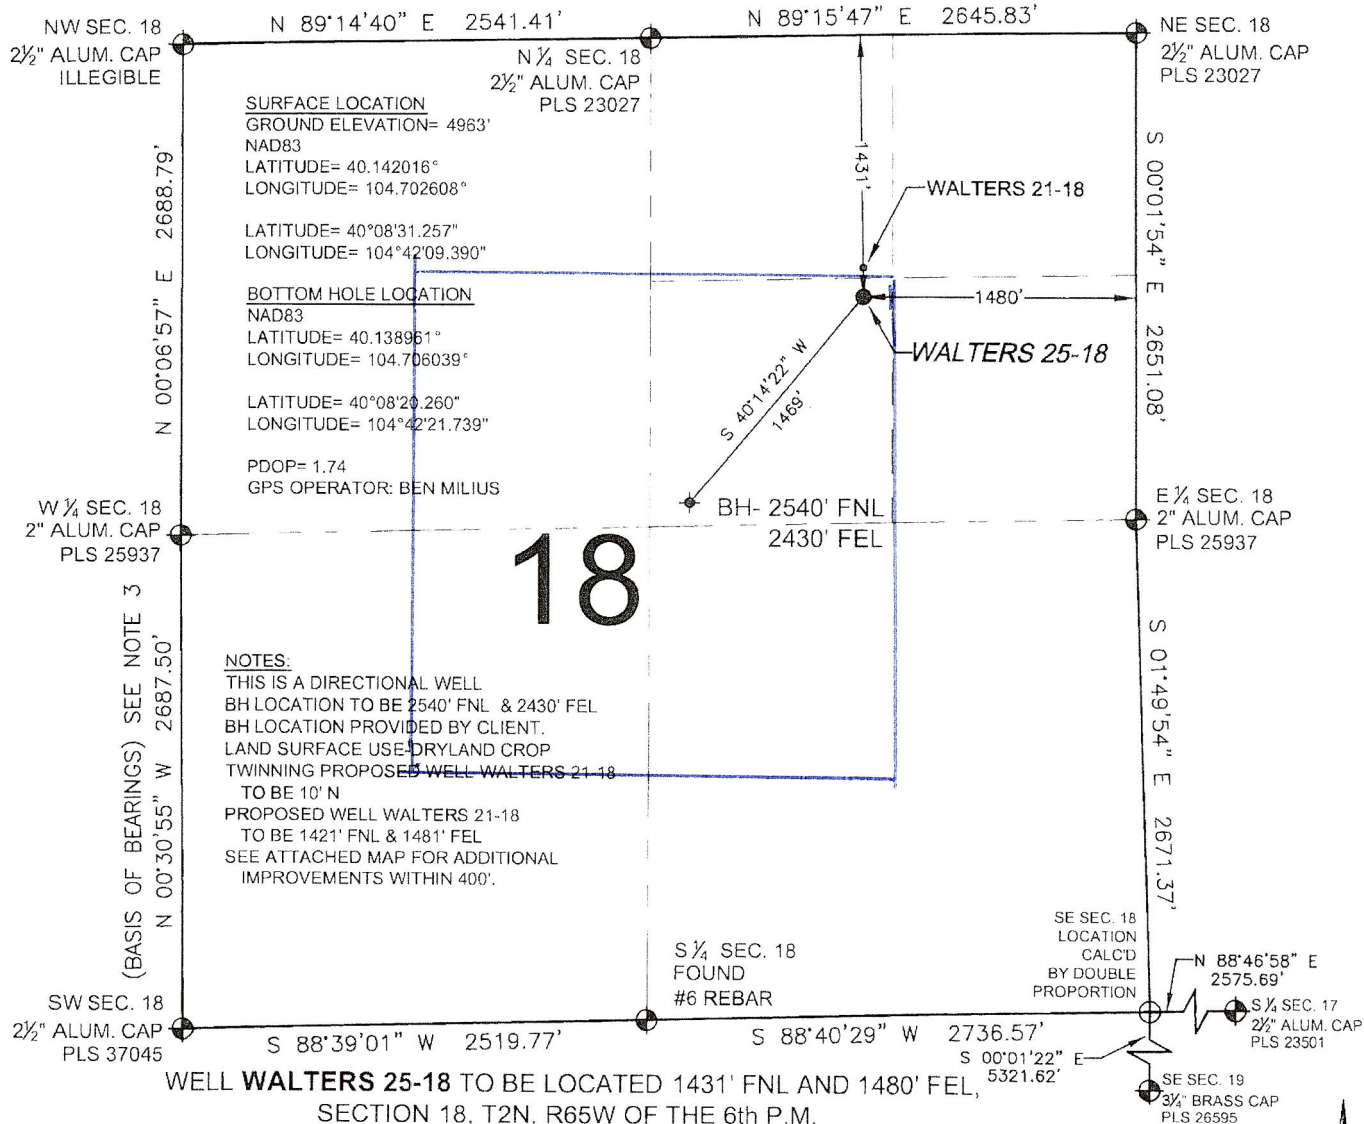 N 89°14'40" E 2541.41'
N 89°15'47" E 2645.83'
NW SEC. 18
2½" ALUM. CAP
ILLEGIBLE
N ¼ SEC. 18
2½" ALUM. CAP
PLS 23027
NE SEC. 18
2½" ALUM. CAP
PLS 23027
SURFACE LOCATION
GROUND ELEVATION= 4963'
NAD83
LATITUDE= 40.142016°
LONGITUDE= 104.702608°
LATITUDE= 40°08'31.257"
LONGITUDE= 104°42'09.390"
BOTTOM HOLE LOCATION
NAD83
LATITUDE= 40.138961°
LONGITUDE= 104.706039°
LATITUDE= 40°08'20.260"
LONGITUDE= 104°42'21.739"
PDOP= 1.74
GPS OPERATOR: BEN MILIUS
N 00°06'57" E 2688.79'
1431'
WALTERS 21-18
1480'
WALTERS 25-18
S 00°01'54" E 2651.08'
S 40°14'22" W
1469'
BH- 2540' FNL
2430' FEL
W ¼ SEC. 18
2" ALUM. CAP
PLS 25937
E ¼ SEC. 18
2" ALUM. CAP
PLS 25937
18
(BASIS OF BEARINGS) SEE NOTE 3
N 00°30'55" W 2687.50'
NOTES:
THIS IS A DIRECTIONAL WELL
BH LOCATION TO BE 2540' FNL & 2430' FEL
BH LOCATION PROVIDED BY CLIENT.
LAND SURFACE USE-DRYLAND CROP
TWINNING PROPOSED WELL WALTERS 21-18
TO BE 10' N
PROPOSED WELL WALTERS 21-18
TO BE 1421' FNL & 1481' FEL
SEE ATTACHED MAP FOR ADDITIONAL
IMPROVEMENTS WITHIN 400'.
S 01°49'54" E 2671.37'
SE SEC. 18
LOCATION
CALC'D
BY DOUBLE
PROPORTION
N 88°46'58" E
2575.69'
S ¼ SEC. 17
2½" ALUM. CAP
PLS 23501
S ¼ SEC. 18
FOUND
#6 REBAR
SW SEC. 18
2½" ALUM. CAP
PLS 37045
S 88°39'01" W 2519.77'
S 88°40'29" W 2736.57'
S 00°01'22" E
5321.62'
SE SEC. 19
3¼" BRASS CAP
PLS 26595
WELL WALTERS 25-18 TO BE LOCATED 1431' FNL AND 1480' FEL,
SECTION 18, T2N, R65W OF THE 6th P.M.